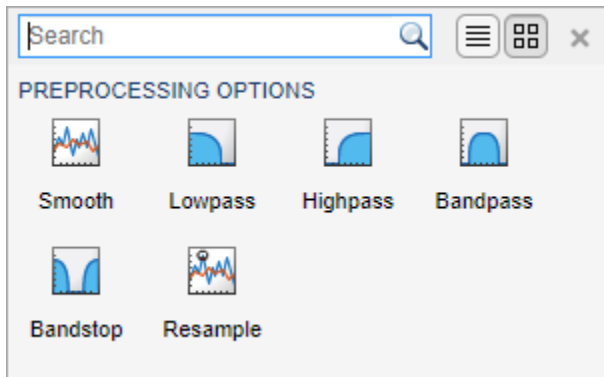 Search
PREPROCESSING OPTIONS
Smooth Lowpass Highpass Bandpass
Bandstop Resample